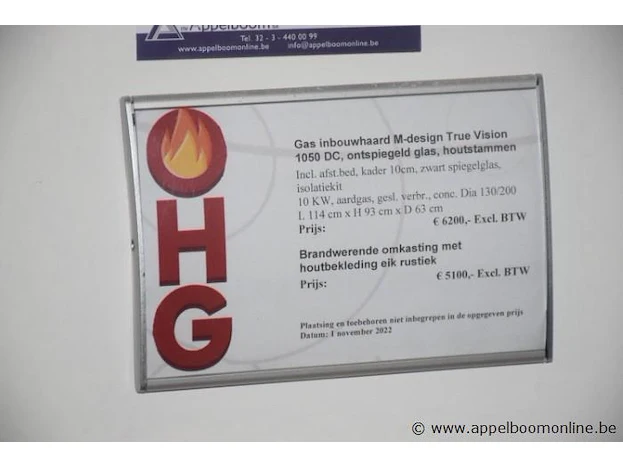 Appelboom
Tel. 32 - 3 - 440 00 99
www.appelboomonline.be info@appelboomonline.be
OHG
Gas inbouwhaard M-design True Vision
1050 DC, ontspiegeld glas, houtstammen
Incl. afst.bed, kader 10cm, zwart spiegelglas,
isolatiekit
10 KW, aardgas, gesl. verbr., conc. Dia 130/200
L 114 cm x H 93 cm x D 63 cm
Prijs: € 6200,- Excl. BTW
Brandwerende omkasting met
houtbekleding eik rustiek
Prijs: € 5100,- Excl. BTW
Plaatsing en toebehoren niet inbegrepen in de opgegeven prijs
Datum; 1 november 2022
© www.appelboomonline.be